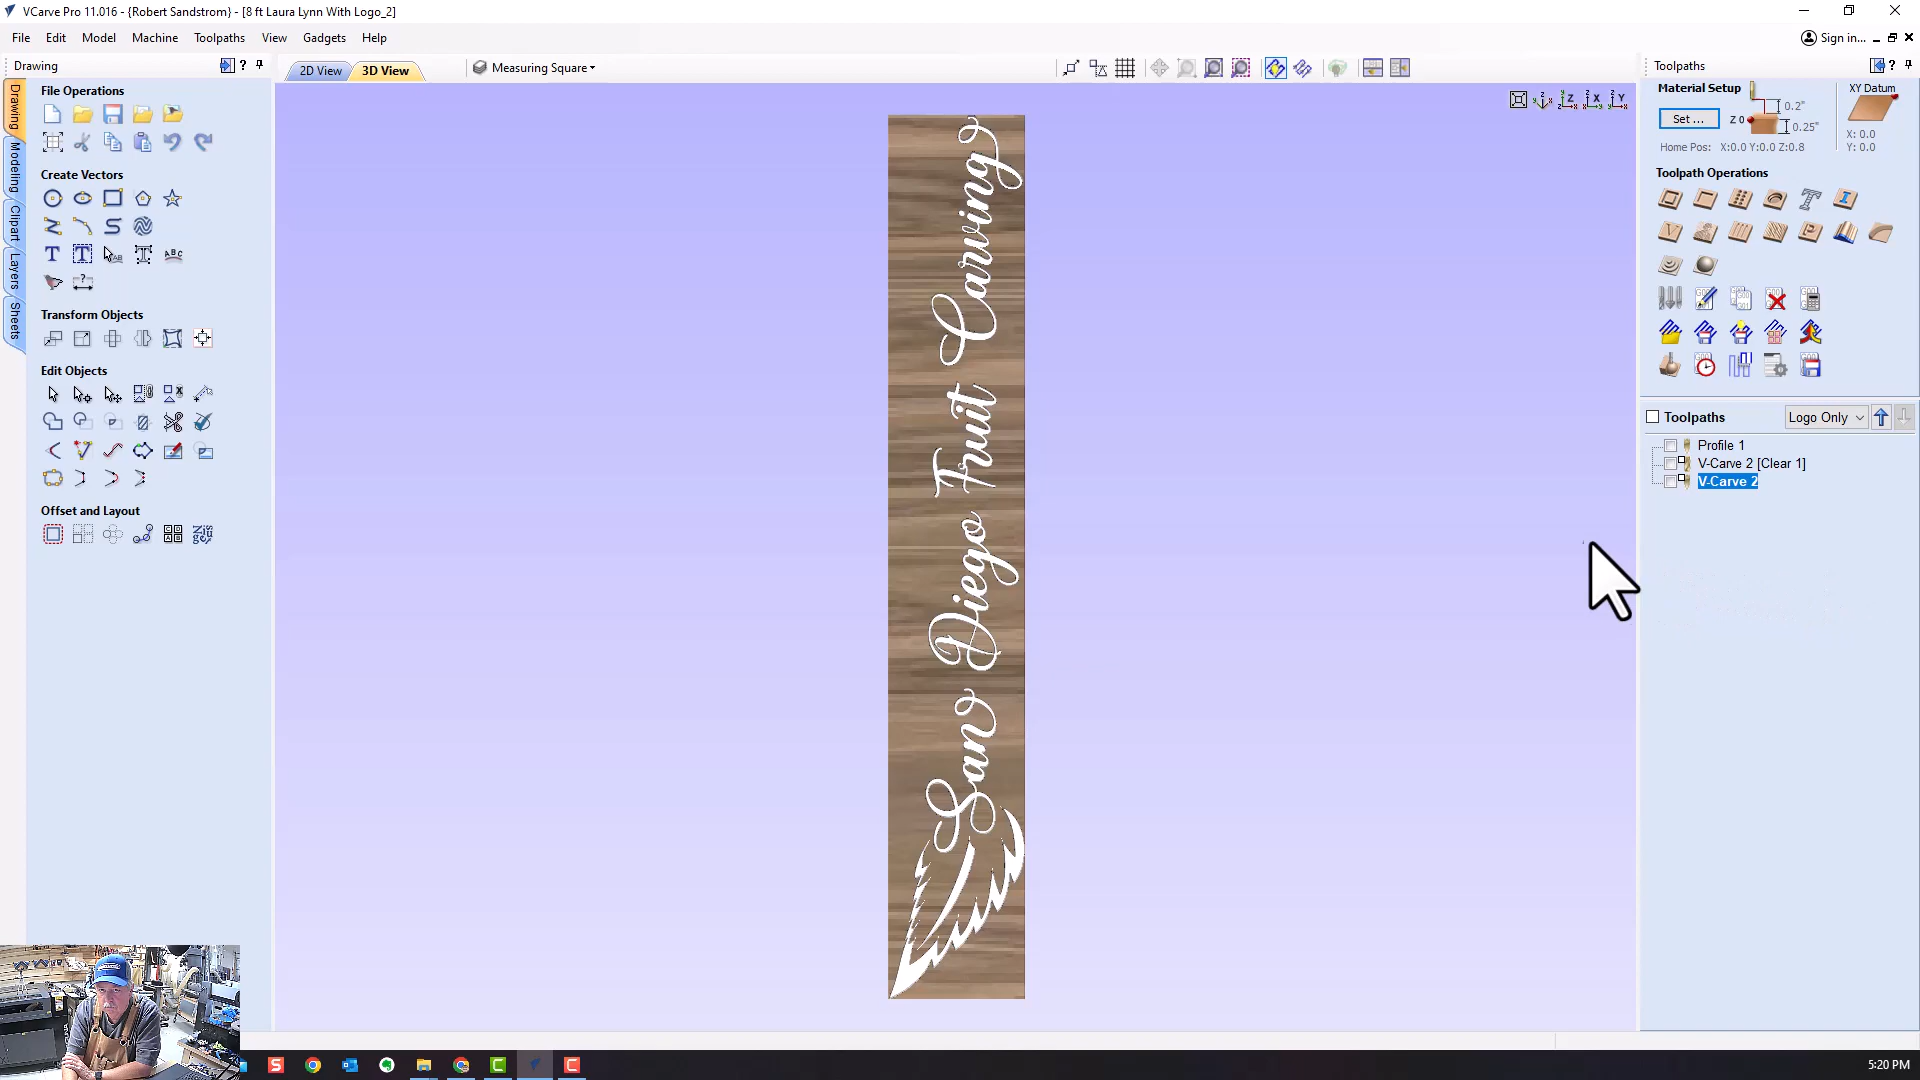 VCarve Pro 11.016 - {Robert Sandstrom} - [8 ft Laura Lynn With Logo_2]
File Edit Model Machine Toolpaths View Gadgets Help
Sign in...
Drawing
2D View
3D View
Measuring Square
Toolpaths
Drawing
Modeling
Clipart
Layers
Sheets
File Operations
Create Vectors
Transform Objects
Edit Objects
Offset and Layout
San Diego Fruit Carving
Material Setup
Set ...
Z 0
0.2"
0.25"
XY Datum
X: 0.0
Y: 0.0
Home Pos: X:0.0 Y:0.0 Z:0.8
Toolpath Operations
Toolpaths
Logo Only
Profile 1
V-Carve 2 [Clear 1]
V-Carve 2
5:20 PM